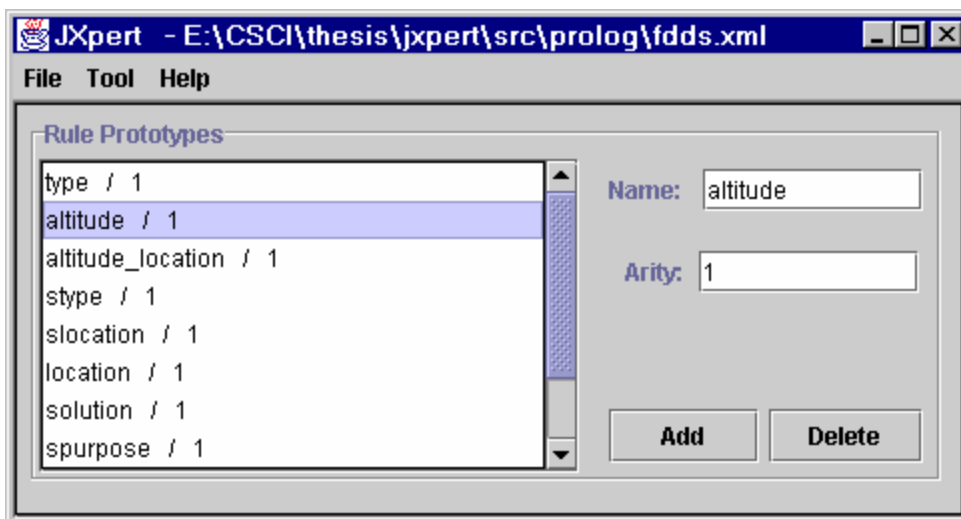 JXpert - E:\CSCI\thesis\jxpert\src\prolog\fdds.xml
File Tool Help
Rule Prototypes
type / 1
altitude / 1
altitude_location / 1
stype / 1
slocation / 1
location / 1
solution / 1
spurpose / 1
Name: altitude
Arity: 1
Add Delete